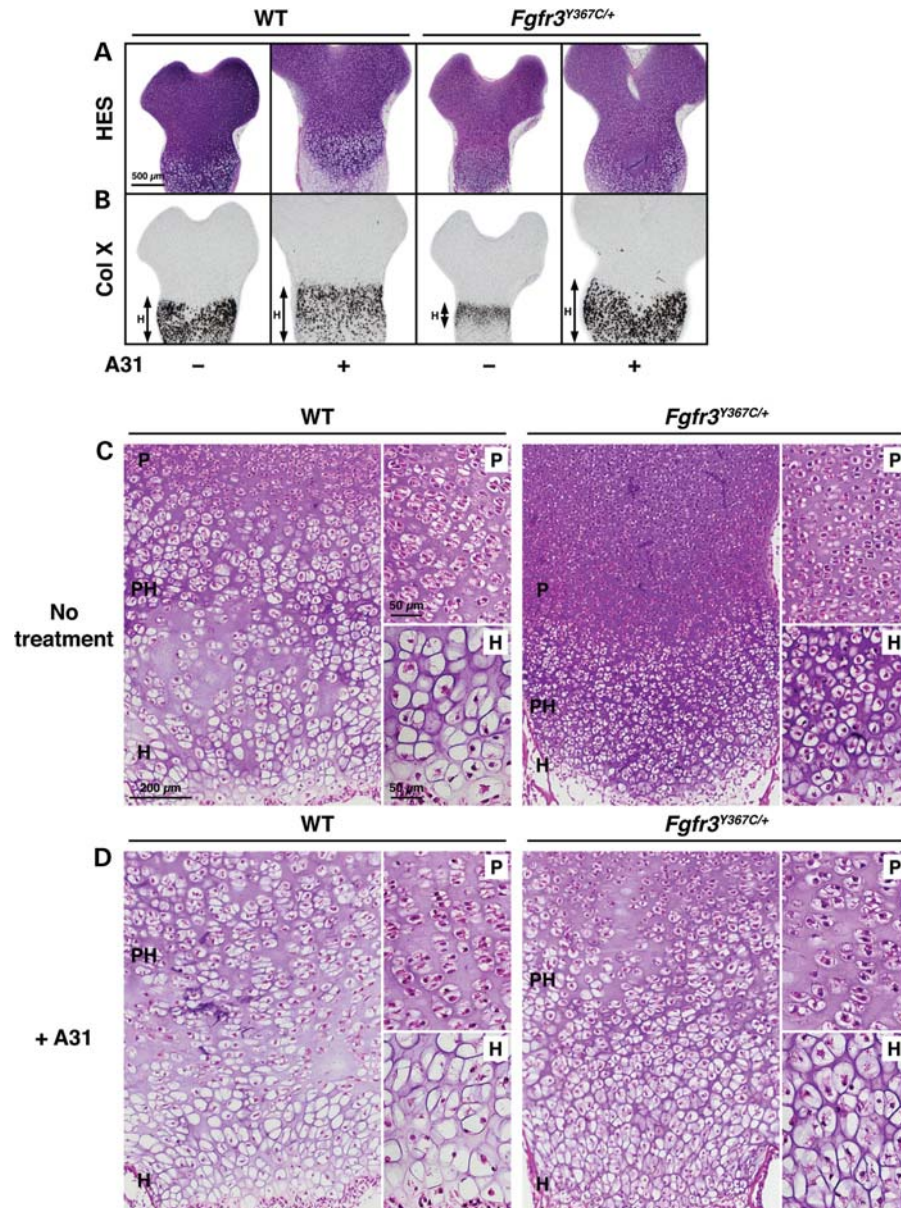 WT Fgfr3Y367C/+
A
HES
500 µm
B
Col X
H H H H
A31 – + – +
WT Fgfr3Y367C/+
C
No
treatment
P P P
P
PH
PH
50 µm
H H
H H
200 µm 50 µm
WT Fgfr3Y367C/+
D
+ A31
P P
PH PH
H H
H H